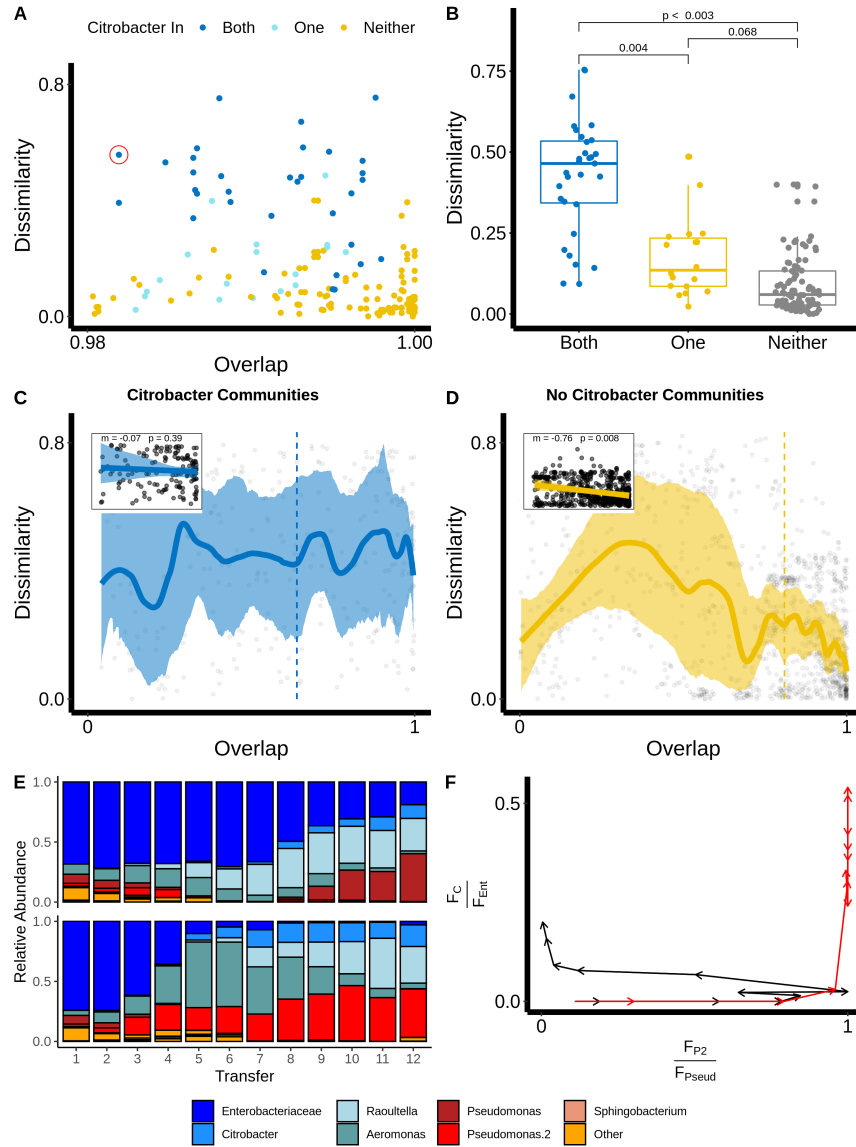 A
Citrobacter In
Both
One
Neither
0.8
0.0
Dissimilarity
0.98
1.00
Overlap
B
p < 0.003
0.004
0.068
0.75
0.50
0.25
0.00
Dissimilarity
Both
One
Neither
C
Citrobacter Communities
m = -0.07 p = 0.39
0.8
0.0
Dissimilarity
0
1
Overlap
D
No Citrobacter Communities
m = -0.76 p = 0.008
0.8
0.0
Dissimilarity
0
1
Overlap
E
1.0
0.5
0.0
1.0
0.5
0.0
Relative Abundance
1 2 3 4 5 6 7 8 9 10 11 12
Transfer
F
0.5
0.0
F_C
F_Ent
0
1
F_P2
F_Pseud
Enterobacteriaceae
Raoultella
Pseudomonas
Sphingobacterium
Citrobacter
Aeromonas
Pseudomonas.2
Other